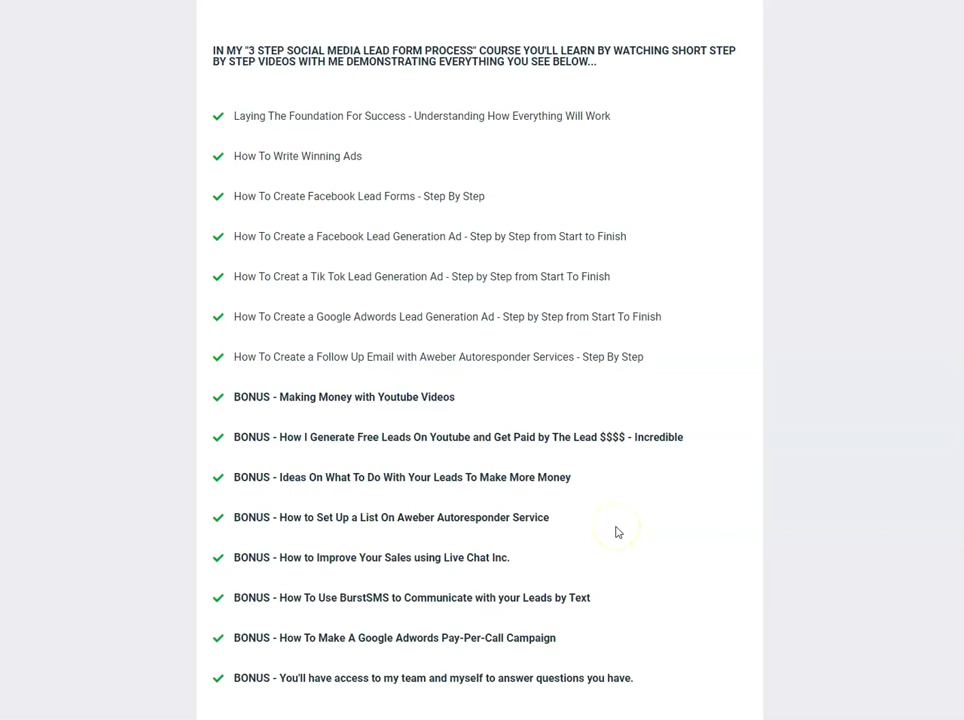 IN MY "3 STEP SOCIAL MEDIA LEAD FORM PROCESS" COURSE YOU'LL LEARN BY WATCHING SHORT STEP
BY STEP VIDEOS WITH ME DEMONSTRATING EVERYTHING YOU SEE BELOW...
Laying The Foundation For Success - Understanding How Everything Will Work
How To Write Winning Ads
How To Create Facebook Lead Forms - Step By Step
How To Create a Facebook Lead Generation Ad - Step by Step from Start to Finish
How To Creat a Tik Tok Lead Generation Ad - Step by Step from Start To Finish
How To Create a Google Adwords Lead Generation Ad - Step by Step from Start To Finish
How To Create a Follow Up Email with Aweber Autoresponder Services - Step By Step
BONUS - Making Money with Youtube Videos
BONUS - How I Generate Free Leads On Youtube and Get Paid by The Lead $$$$ - Incredible
BONUS - Ideas On What To Do With Your Leads To Make More Money
BONUS - How to Set Up a List On Aweber Autoresponder Service
BONUS - How to Improve Your Sales using Live Chat Inc.
BONUS - How To Use BurstSMS to Communicate with your Leads by Text
BONUS - How To Make A Google Adwords Pay-Per-Call Campaign
BONUS - You'll have access to my team and myself to answer questions you have.